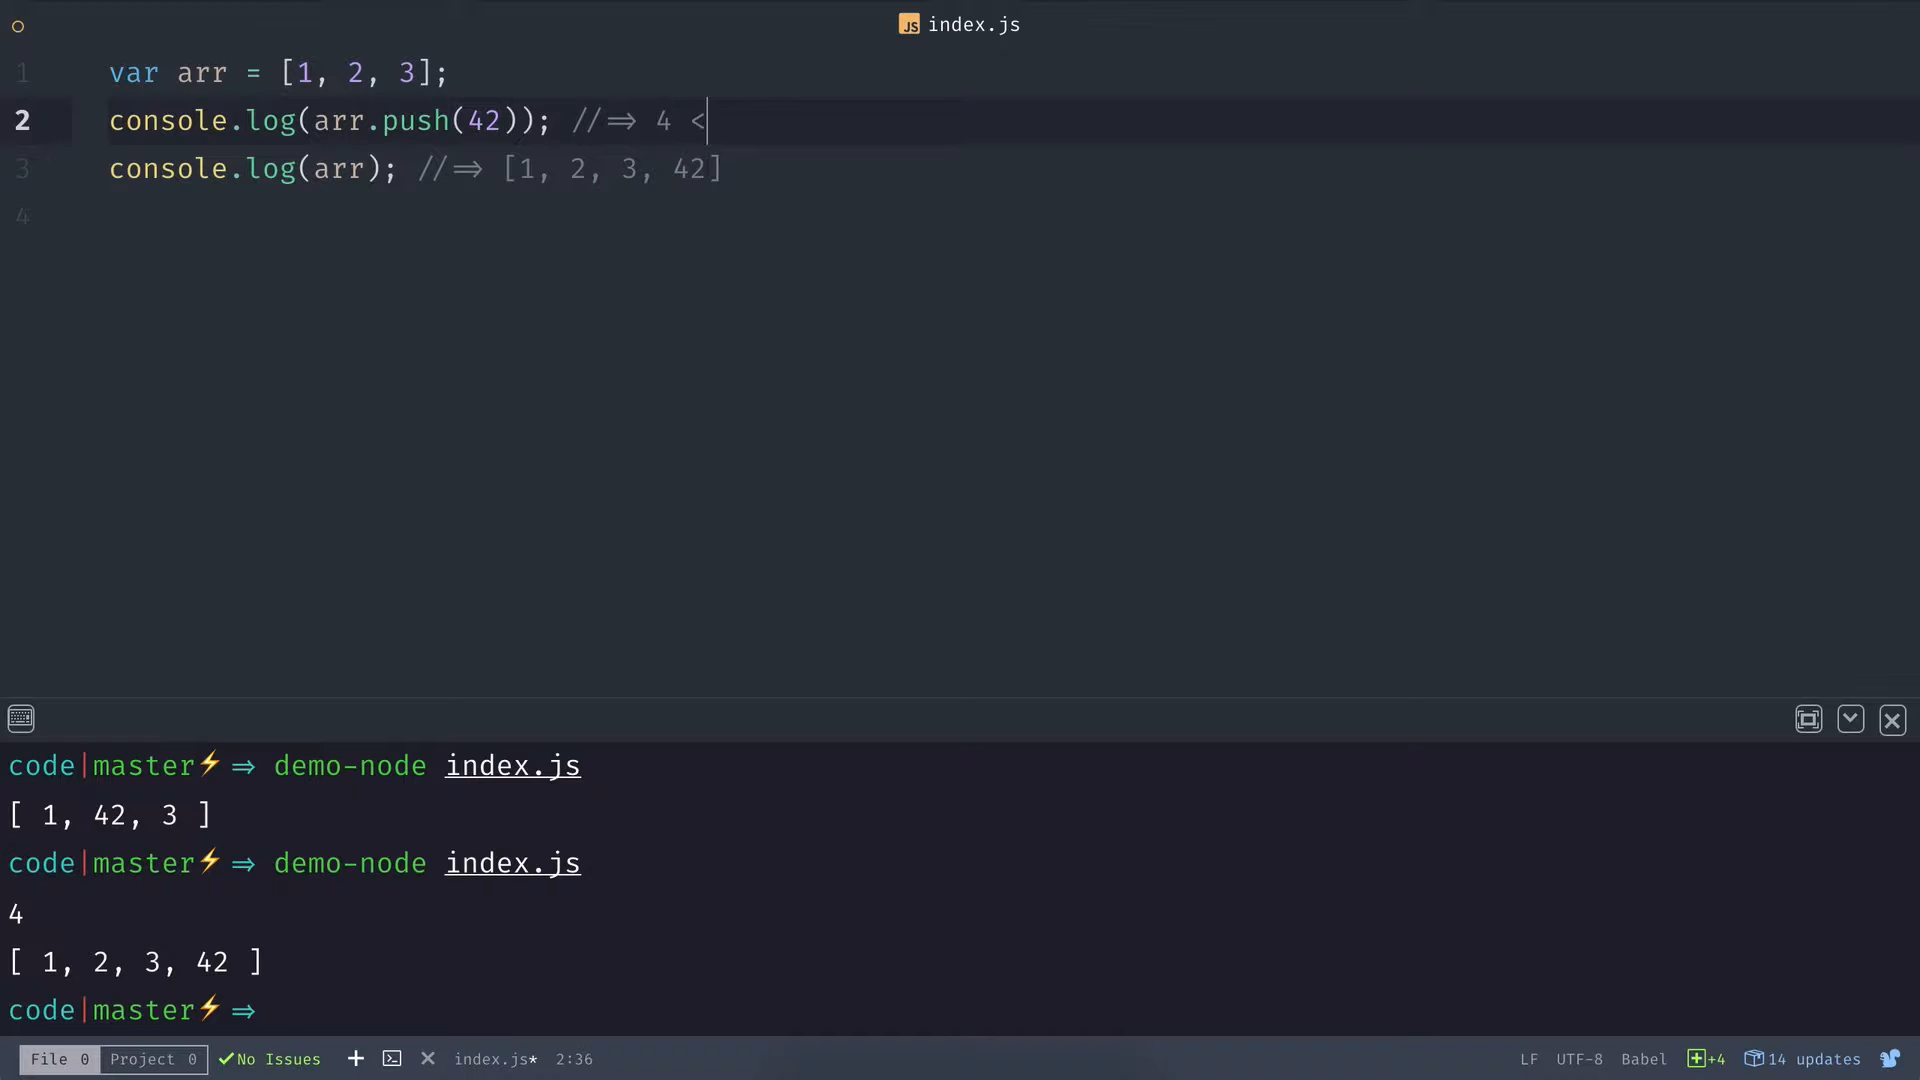 JS index.js
1 var arr = [1, 2, 3];
2 console.log(arr.push(42)); //=> 4 <
3 console.log(arr); //=> [1, 2, 3, 42]
4
code|master⚡ => demo-node index.js
[ 1, 42, 3 ]
code|master⚡ => demo-node index.js
4
[ 1, 2, 3, 42 ]
code|master⚡ =>
File 0 Project 0 No Issues index.js* 2:36 LF UTF-8 Babel +4 14 updates